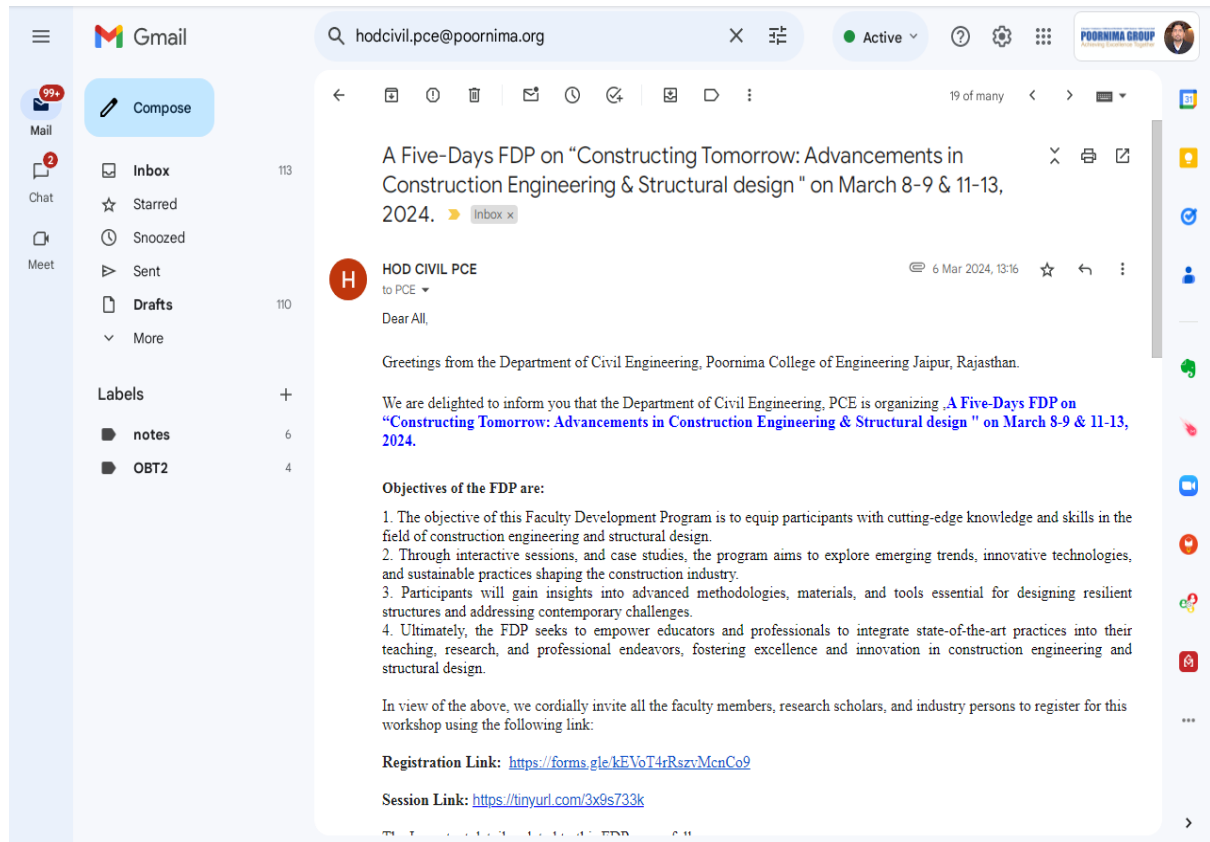 Gmail
hodcivil.pce@poornima.org
Active
POORNIMA GROUP
Achieving Excellence Together
99+
Mail
2
Chat
Meet
Compose
Inbox 113
Starred
Snoozed
Sent
Drafts 110
More
Labels +
notes 6
OBT2 4
19 of many
31
A Five-Days FDP on “Constructing Tomorrow: Advancements in
Construction Engineering & Structural design " on March 8-9 & 11-13,
2024. Inbox x
H
HOD CIVIL PCE 6 Mar 2024, 13:16
to PCE
Dear All,
Greetings from the Department of Civil Engineering, Poornima College of Engineering Jaipur, Rajasthan.
We are delighted to inform you that the Department of Civil Engineering, PCE is organizing ,A Five-Days FDP on
“Constructing Tomorrow: Advancements in Construction Engineering & Structural design " on March 8-9 & 11-13,
2024.
Objectives of the FDP are:
1. The objective of this Faculty Development Program is to equip participants with cutting-edge knowledge and skills in the
field of construction engineering and structural design.
2. Through interactive sessions, and case studies, the program aims to explore emerging trends, innovative technologies,
and sustainable practices shaping the construction industry.
3. Participants will gain insights into advanced methodologies, materials, and tools essential for designing resilient
structures and addressing contemporary challenges.
4. Ultimately, the FDP seeks to empower educators and professionals to integrate state-of-the-art practices into their
teaching, research, and professional endeavors, fostering excellence and innovation in construction engineering and
structural design.
In view of the above, we cordially invite all the faculty members, research scholars, and industry persons to register for this
workshop using the following link:
Registration Link: https://forms.gle/kEVoT4rRszvMcnCo9
Session Link: https://tinyurl.com/3x9s733k